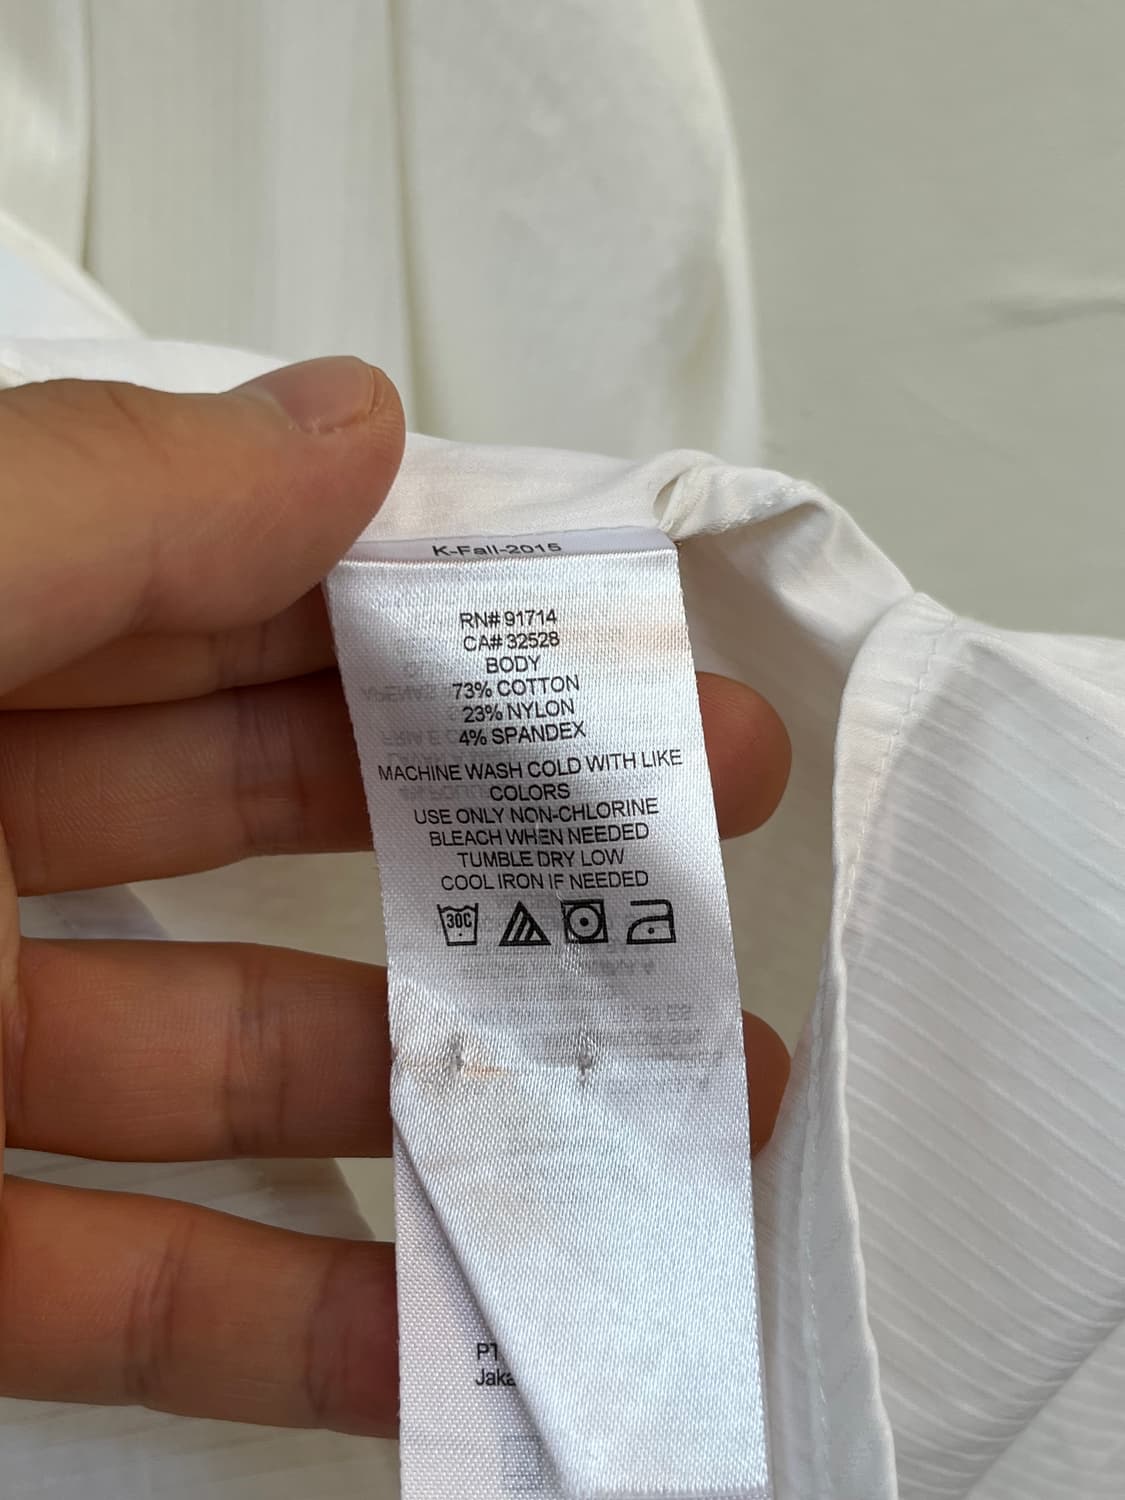 K-Fall-2015
RN# 91714
CA# 32528
BODY
73% COTTON
23% NYLON
4% SPANDEX
MACHINE WASH COLD WITH LIKE
COLORS
USE ONLY NON-CHLORINE
BLEACH WHEN NEEDED
TUMBLE DRY LOW
COOL IRON IF NEEDED
30C